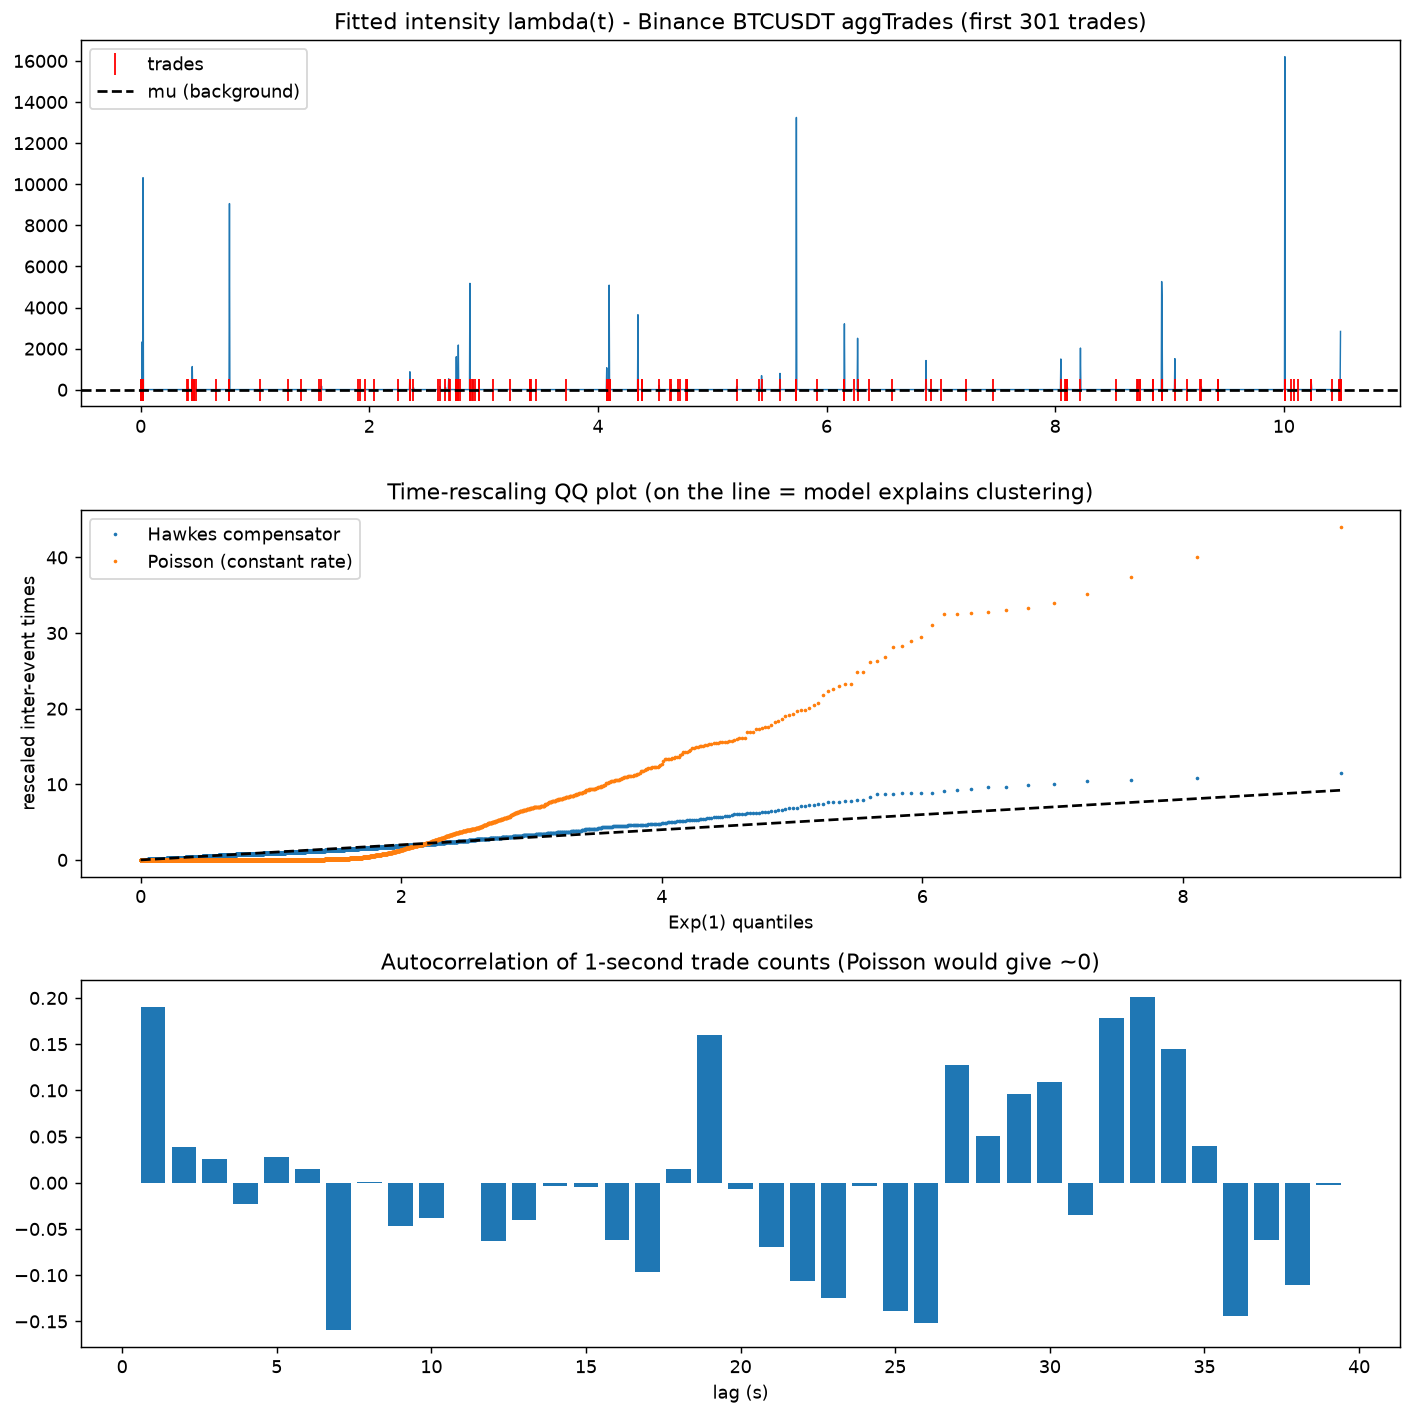 Fitted intensity lambda(t) - Binance BTCUSDT aggTrades (first 301 trades)
16000
14000
12000
10000
8000
6000
4000
2000
0
trades
mu (background)
0 2 4 6 8 10
Time-rescaling QQ plot (on the line = model explains clustering)
rescaled inter-event times
40
30
20
10
0
Hawkes compensator
Poisson (constant rate)
0 2 4 6 8
Exp(1) quantiles
Autocorrelation of 1-second trade counts (Poisson would give ~0)
0.20
0.15
0.10
0.05
0.00
−0.05
−0.10
−0.15
0 5 10 15 20 25 30 35 40
lag (s)